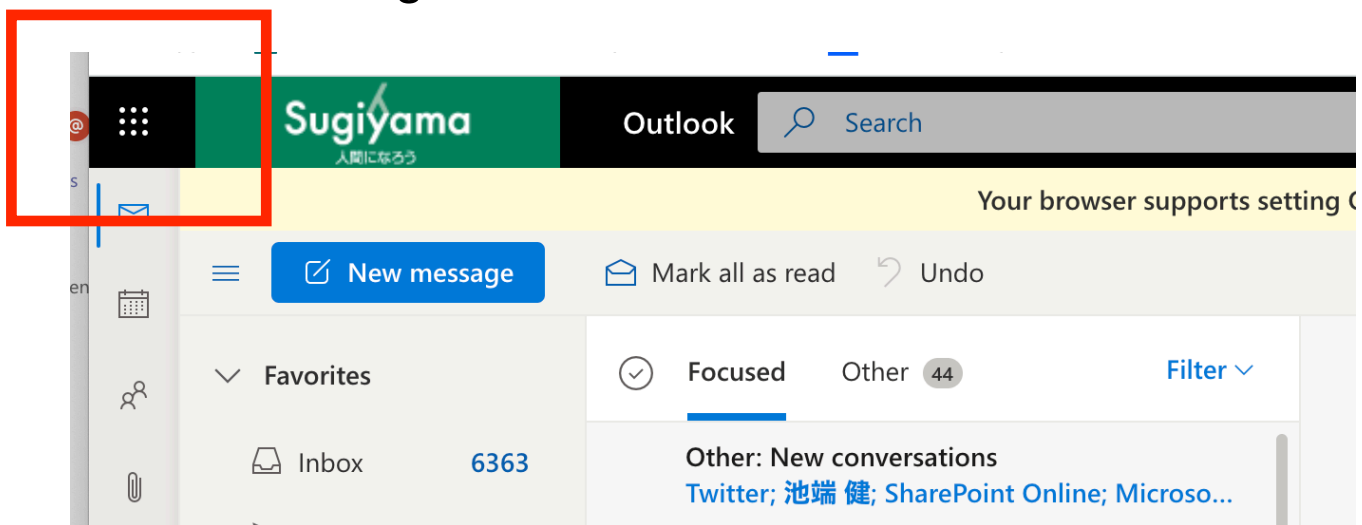 Sugiyama
人間になろう
Outlook
Search
@
s
Your browser supports setting
New message
Mark all as read
Undo
en
Favorites
Focused
Other 44
Filter
Inbox 6363
Other: New conversations
Twitter; 池端 健; SharePoint Online; Microso...